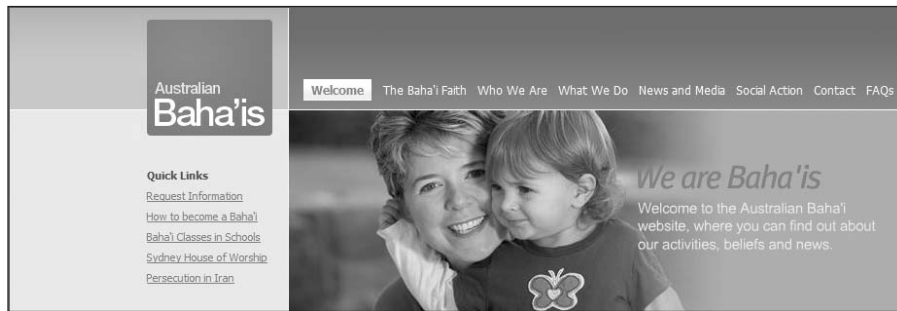 Australian
Baha'is
Welcome The Baha'i Faith Who We Are What We Do News and Media Social Action Contact FAQs
Quick Links
Request Information
How to become a Baha'i
Baha'i Classes in Schools
Sydney House of Worship
Persecution in Iran
We are Baha'is
Welcome to the Australian Baha'i
website, where you can find out about
our activities, beliefs and news.